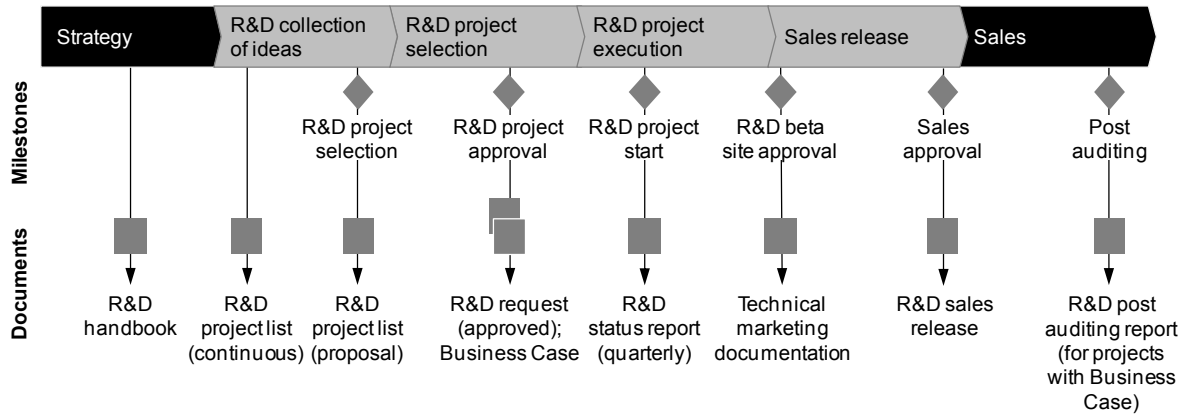 Strategy
R&D collection
of ideas
R&D project
selection
R&D project
execution
Sales release
Sales
Milestones
R&D project
selection
R&D project
approval
R&D project
start
R&D beta
site approval
Sales
approval
Post
auditing
Documents
R&D
handbook
R&D
project list
(continuous)
R&D
project list
(proposal)
R&D request
(approved);
Business Case
R&D
status report
(quarterly)
Technical
marketing
documentation
R&D sales
release
R&D post
auditing report
(for projects
with Business
Case)